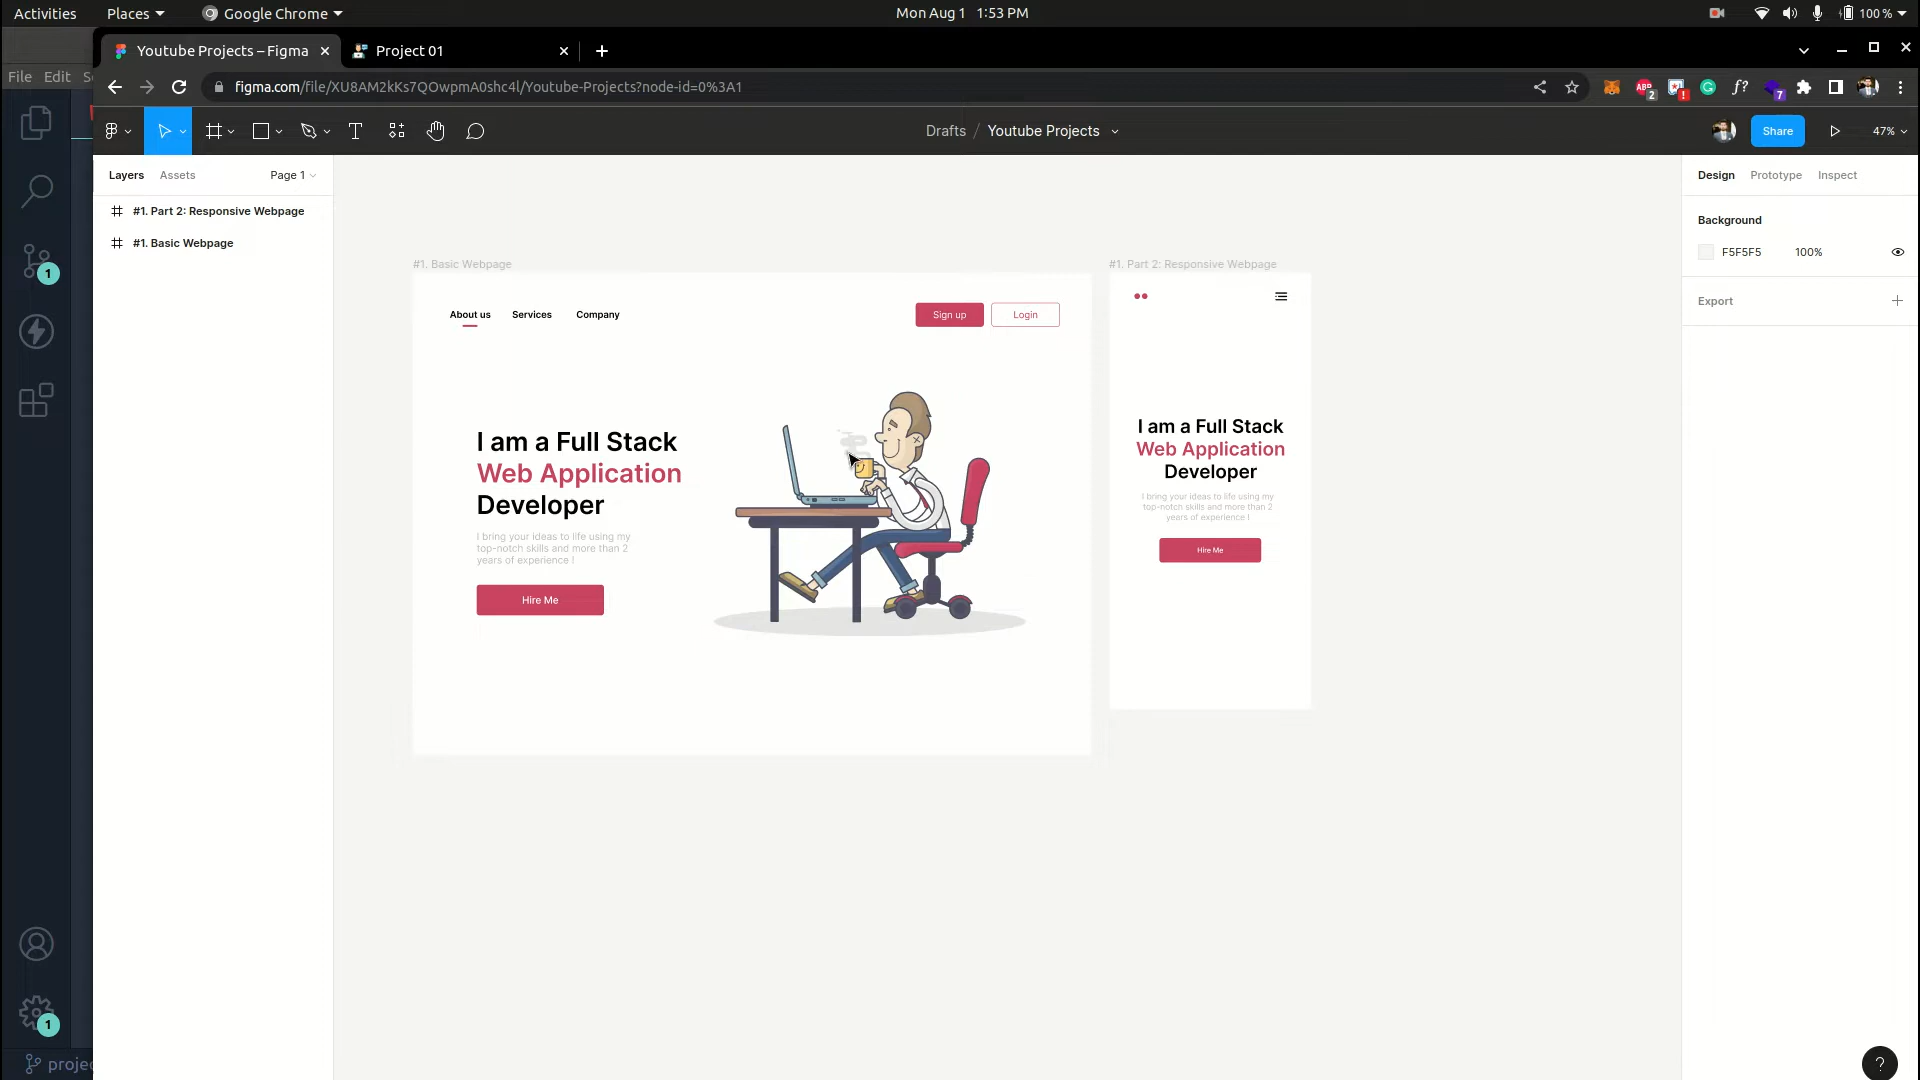 Activities Places Google Chrome Mon Aug 1 1:53 PM 100 %
Youtube Projects – Figma Project 01
File Edit
figma.com/file/XU8AM2kKs7QOwpmA0shc4l/Youtube-Projects?node-id=0%3A1
ABP 2 ! f? 7
Drafts / Youtube Projects Share 47%
Layers Assets Page 1
Design Prototype Inspect
#1. Part 2: Responsive Webpage
#1. Basic Webpage
Background
F5F5F5 100%
Export
1
#1. Basic Webpage
About us Services Company Sign up Login
I am a Full Stack
Web Application
Developer
I bring your ideas to life using my
top-notch skills and more than 2
years of experience !
Hire Me
#1. Part 2: Responsive Webpage
I am a Full Stack
Web Application
Developer
I bring your ideas to life using my
top-notch skills and more than 2
years of experience !
Hire Me
1
?